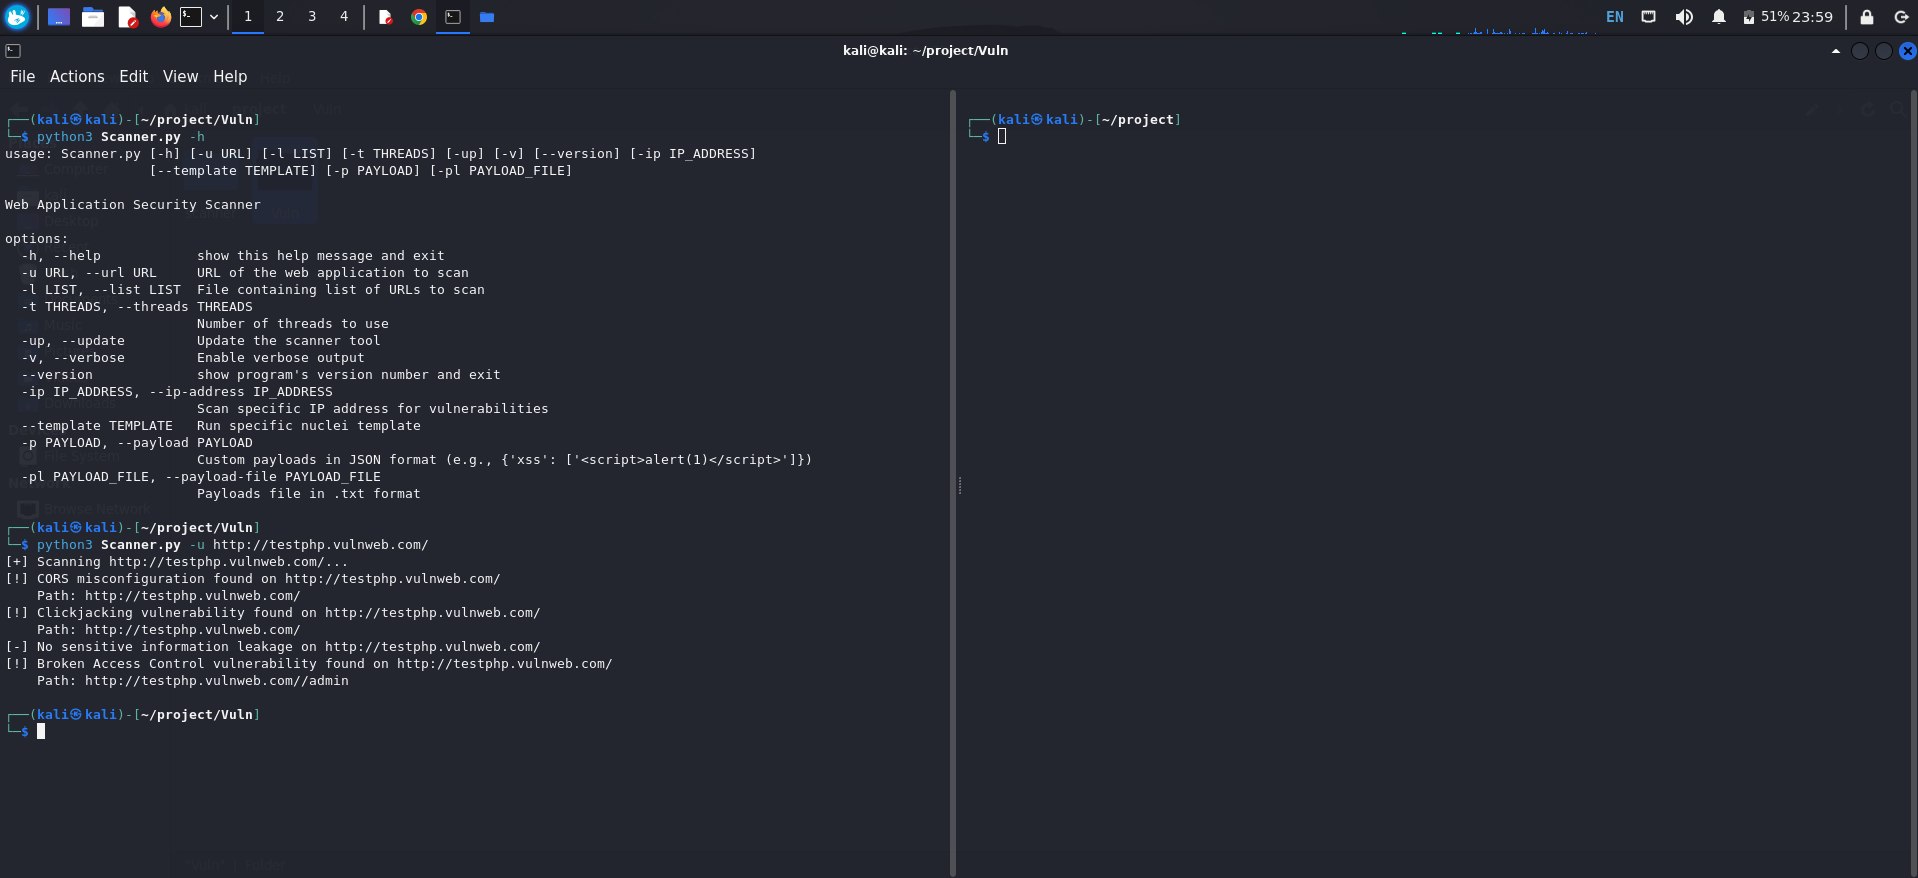 1 2 3 4 EN 51% 23:59
kali@kali: ~/project/Vuln
File Actions Edit View Help
┌──(kali㉿kali)-[~/project/Vuln]
└─$ python3 Scanner.py -h
usage: Scanner.py [-h] [-u URL] [-l LIST] [-t THREADS] [-up] [-v] [--version] [-ip IP_ADDRESS]
                  [--template TEMPLATE] [-p PAYLOAD] [-pl PAYLOAD_FILE]
Web Application Security Scanner
options:
  -h, --help            show this help message and exit
  -u URL, --url URL     URL of the web application to scan
  -l LIST, --list LIST  File containing list of URLs to scan
  -t THREADS, --threads THREADS
                        Number of threads to use
  -up, --update         Update the scanner tool
  -v, --verbose         Enable verbose output
  --version             show program's version number and exit
  -ip IP_ADDRESS, --ip-address IP_ADDRESS
                        Scan specific IP address for vulnerabilities
  --template TEMPLATE   Run specific nuclei template
  -p PAYLOAD, --payload PAYLOAD
                        Custom payloads in JSON format (e.g., {'xss': ['<script>alert(1)</script>']})
  -pl PAYLOAD_FILE, --payload-file PAYLOAD_FILE
                        Payloads file in .txt format
┌──(kali㉿kali)-[~/project/Vuln]
└─$ python3 Scanner.py -u http://testphp.vulnweb.com/
[+] Scanning http://testphp.vulnweb.com/...
[!] CORS misconfiguration found on http://testphp.vulnweb.com/
    Path: http://testphp.vulnweb.com/
[!] Clickjacking vulnerability found on http://testphp.vulnweb.com/
    Path: http://testphp.vulnweb.com/
[-] No sensitive information leakage on http://testphp.vulnweb.com/
[!] Broken Access Control vulnerability found on http://testphp.vulnweb.com/
    Path: http://testphp.vulnweb.com//admin
┌──(kali㉿kali)-[~/project/Vuln]
└─$
┌──(kali㉿kali)-[~/project]
└─$